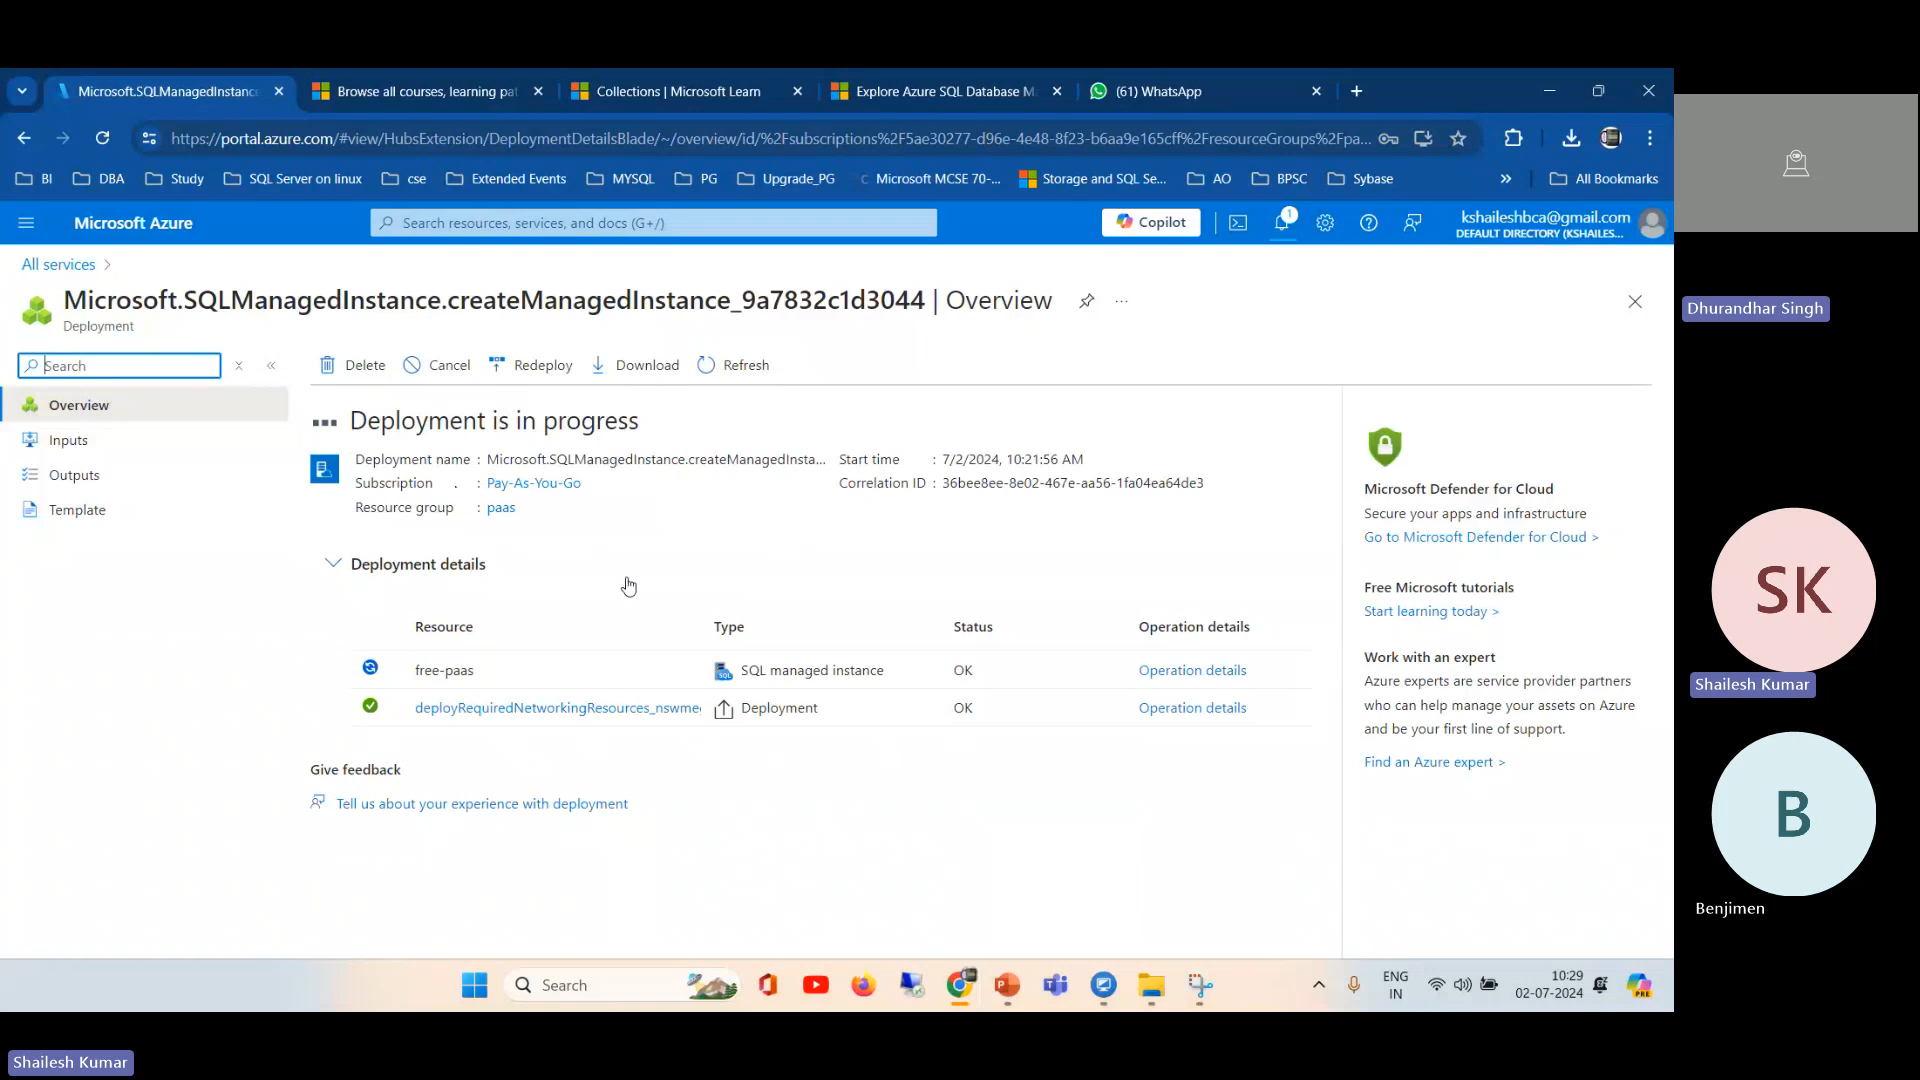 Microsoft.SQLManagedInstance
Browse all courses, learning pat
Collections | Microsoft Learn
Explore Azure SQL Database M
(61) WhatsApp
https://portal.azure.com/#view/HubsExtension/DeploymentDetailsBlade/~/overview/id/%2Fsubscriptions%2F5ae30277-d96e-4e48-8f23-b6aa9e165cff%2FresourceGroups%2Fpa...
BI
DBA
Study
SQL Server on linux
cse
Extended Events
MYSQL
PG
Upgrade_PG
Microsoft MCSE 70-...
Storage and SQL Se...
AO
BPSC
Sybase
»
All Bookmarks
Microsoft Azure
Search resources, services, and docs (G+/)
Copilot
1
kshaileshbca@gmail.com
DEFAULT DIRECTORY (KSHAILES...
All services >
Microsoft.SQLManagedInstance.createManagedInstance_9a7832c1d3044 | Overview
Deployment
Search
Delete
Cancel
Redeploy
Download
Refresh
Overview
Inputs
Outputs
Template
Deployment is in progress
Deployment name : Microsoft.SQLManagedInstance.createManagedInsta...
Subscription . : Pay-As-You-Go
Resource group : paas
Start time : 7/2/2024, 10:21:56 AM
Correlation ID : 36bee8ee-8e02-467e-aa56-1fa04ea64de3
Deployment details
Resource Type Status Operation details
free-paas SQL managed instance OK Operation details
deployRequiredNetworkingResources_nswme Deployment OK Operation details
Give feedback
Tell us about your experience with deployment
Microsoft Defender for Cloud
Secure your apps and infrastructure
Go to Microsoft Defender for Cloud >
Free Microsoft tutorials
Start learning today >
Work with an expert
Azure experts are service provider partners
who can help manage your assets on Azure
and be your first line of support.
Find an Azure expert >
Dhurandhar Singh
SK
Shailesh Kumar
B
Benjimen
Search
ENG
IN
10:29
02-07-2024
PRE
Shailesh Kumar